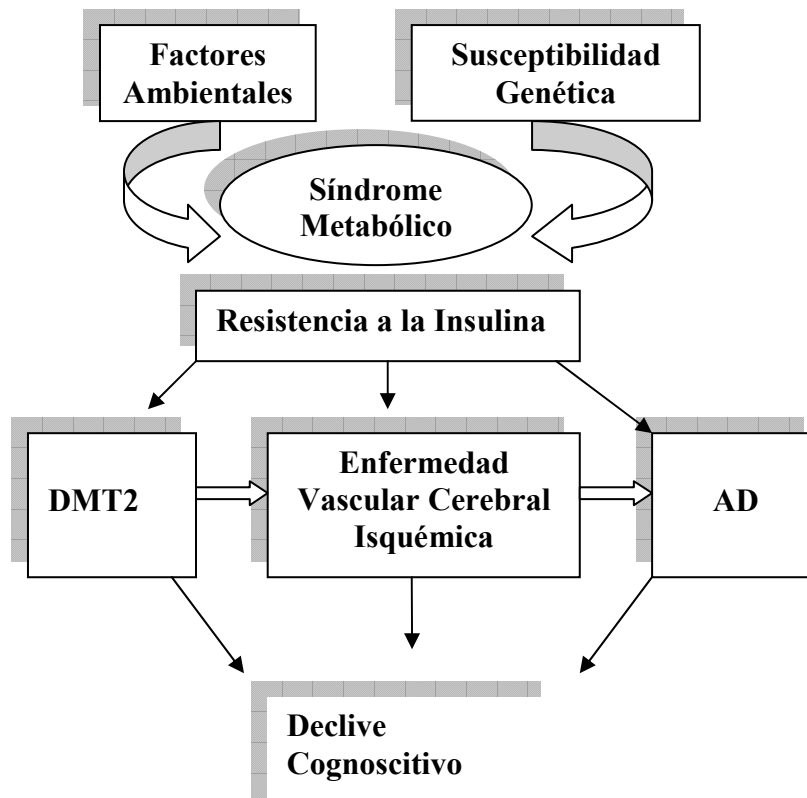 Factores
Ambientales
Susceptibilidad
Genética
Síndrome
Metabólico
Resistencia a la Insulina
DMT2
Enfermedad
Vascular Cerebral
Isquémica
AD
Declive
Cognoscitivo